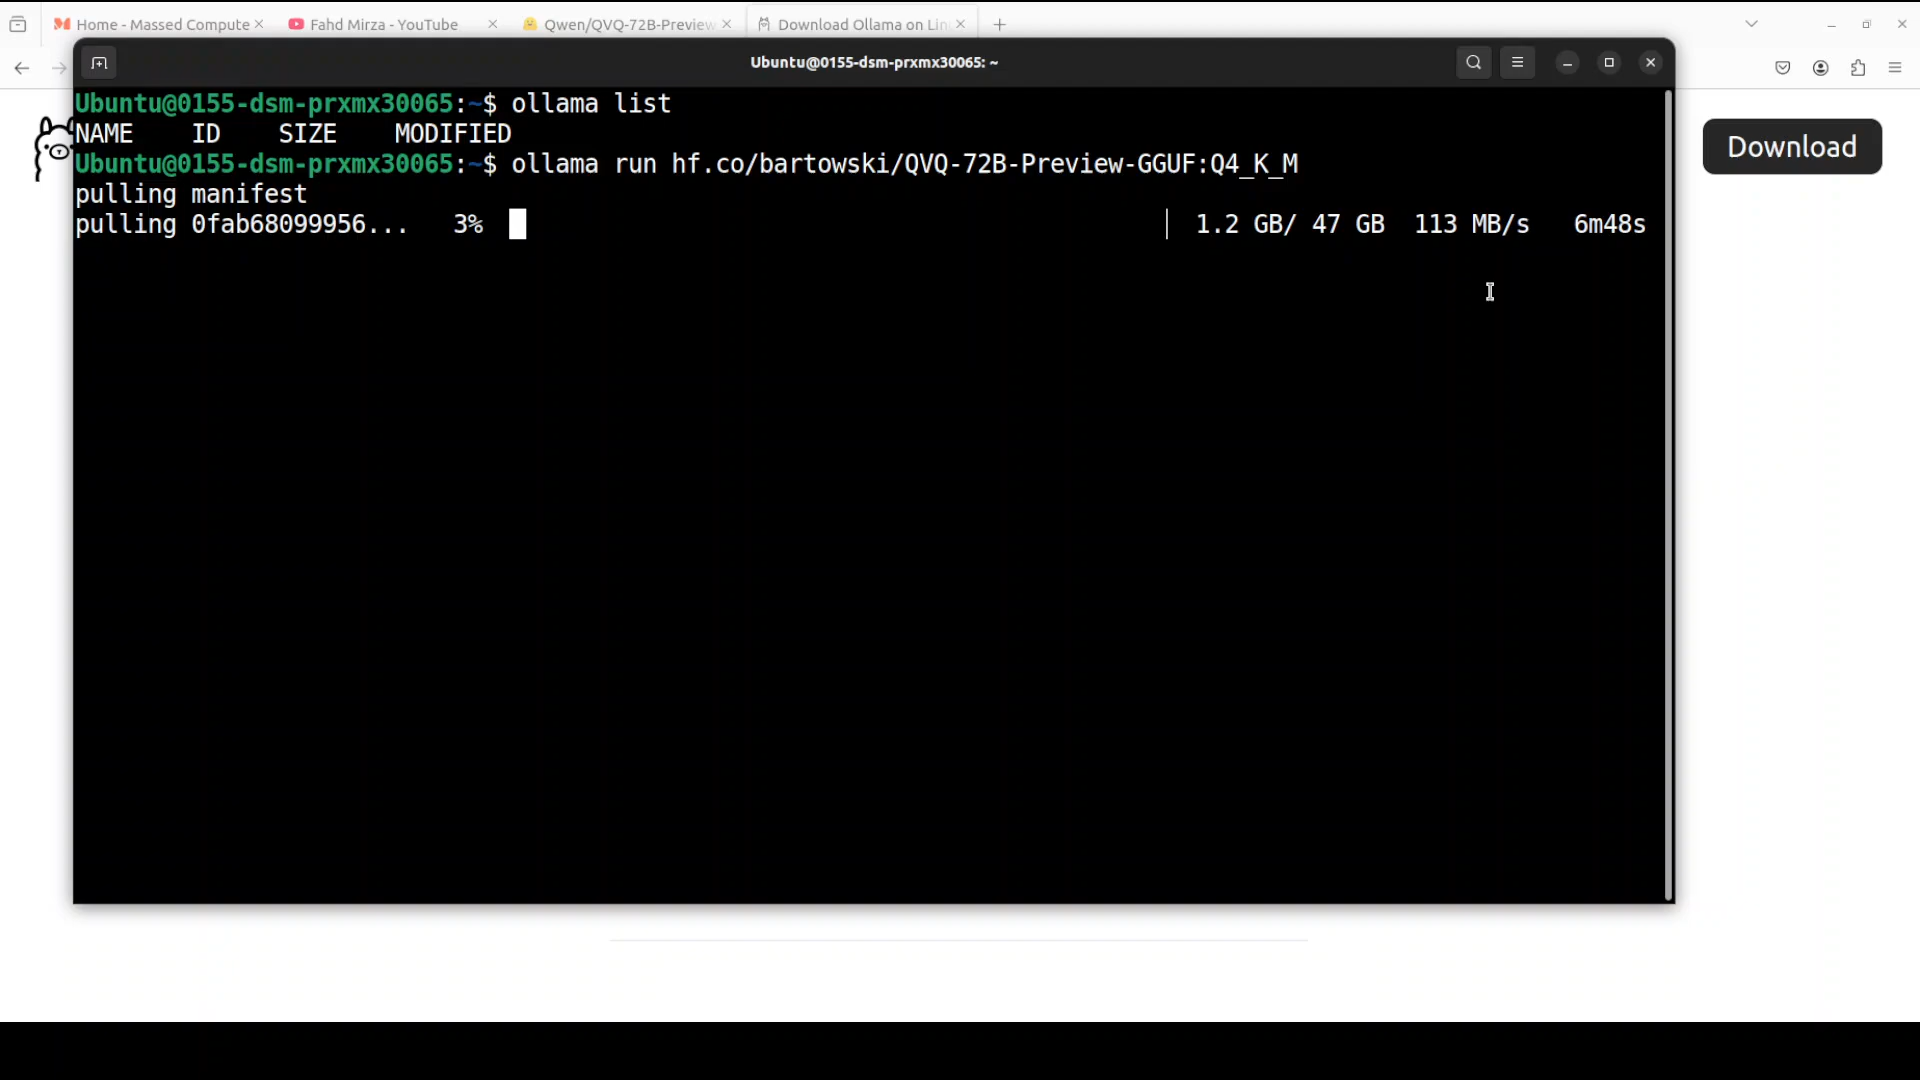 Home - Massed Compute
Fahd Mirza - YouTube
Qwen/QVQ-72B-Preview
Download Ollama on Lin
Ubuntu@0155-dsm-prxmx30065: ~
Download
Ubuntu@0155-dsm-prxmx30065:~$ ollama list
NAME    ID    SIZE    MODIFIED
Ubuntu@0155-dsm-prxmx30065:~$ ollama run hf.co/bartowski/QVQ-72B-Preview-GGUF:Q4_K_M
pulling manifest
pulling 0fab68099956...   3%   1.2 GB/ 47 GB  113 MB/s   6m48s